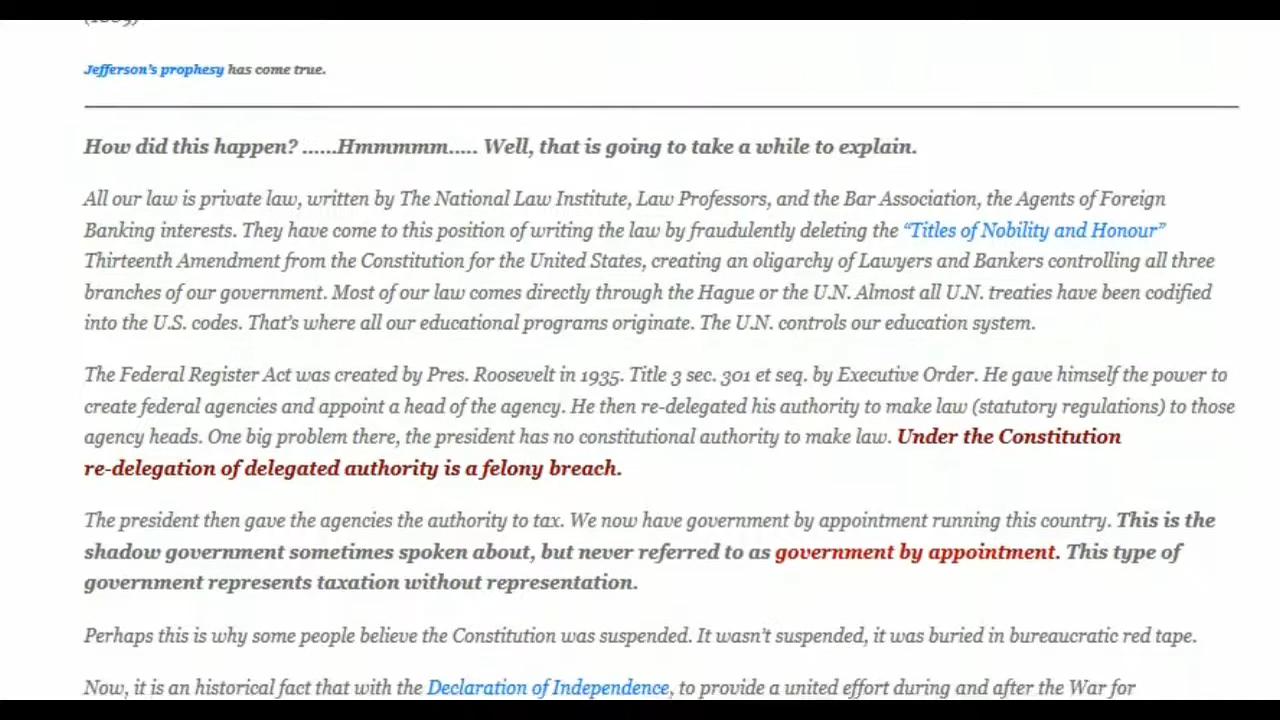 Jefferson's prophesy has come true.
How did this happen? ......Hmmmmm..... Well, that is going to take a while to explain.
All our law is private law, written by The National Law Institute, Law Professors, and the Bar Association, the Agents of Foreign
Banking interests. They have come to this position of writing the law by fraudulently deleting the “Titles of Nobility and Honour”
Thirteenth Amendment from the Constitution for the United States, creating an oligarchy of Lawyers and Bankers controlling all three
branches of our government. Most of our law comes directly through the Hague or the U.N. Almost all U.N. treaties have been codified
into the U.S. codes. That's where all our educational programs originate. The U.N. controls our education system.
The Federal Register Act was created by Pres. Roosevelt in 1935. Title 3 sec. 301 et seq. by Executive Order. He gave himself the power to
create federal agencies and appoint a head of the agency. He then re-delegated his authority to make law (statutory regulations) to those
agency heads. One big problem there, the president has no constitutional authority to make law. Under the Constitution
re-delegation of delegated authority is a felony breach.
The president then gave the agencies the authority to tax. We now have government by appointment running this country. This is the
shadow government sometimes spoken about, but never referred to as government by appointment. This type of
government represents taxation without representation.
Perhaps this is why some people believe the Constitution was suspended. It wasn't suspended, it was buried in bureaucratic red tape.
Now, it is an historical fact that with the Declaration of Independence, to provide a united effort during and after the War for